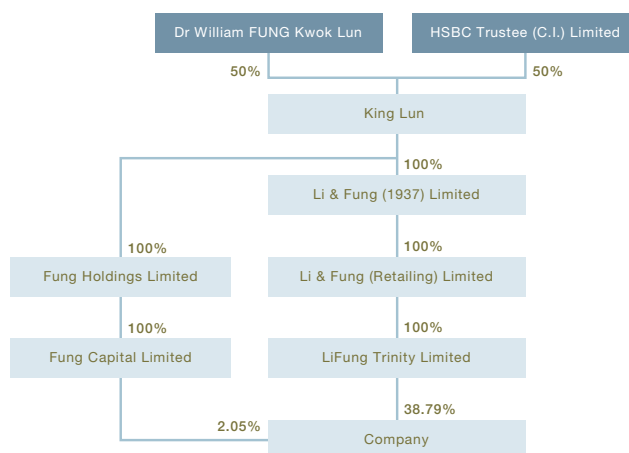 Dr William FUNG Kwok Lun
HSBC Trustee (C.I.) Limited
50%
50%
King Lun
100%
Li & Fung (1937) Limited
100%
100%
Fung Holdings Limited
Li & Fung (Retailing) Limited
100%
100%
Fung Capital Limited
LiFung Trinity Limited
38.79%
2.05%
Company